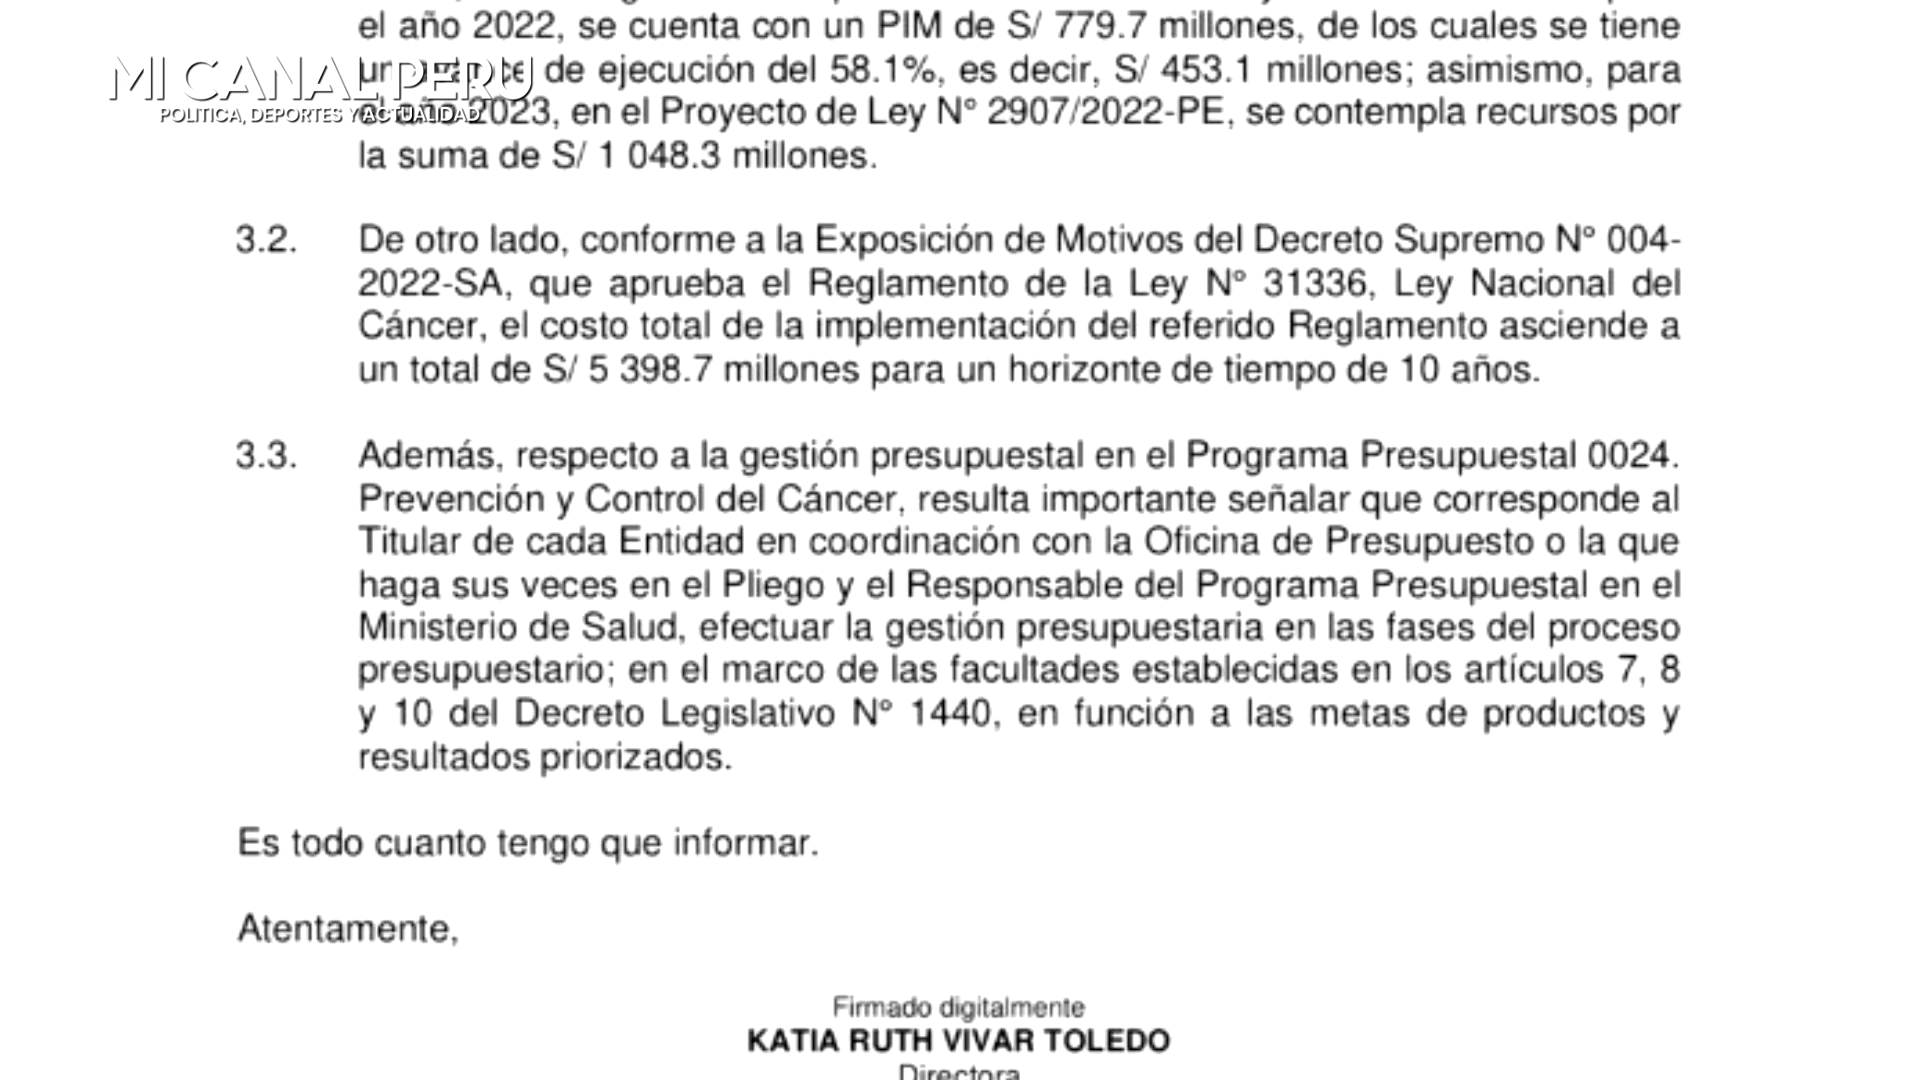 el año 2022, se cuenta con un PIM de S/ 779.7 millones, de los cuales se tiene
MI CANAL PERU
de ejecución del 58.1%, es decir, S/ 453.1 millones; asimismo, para
POLITICA, DEPORTES Y ACTUALIDAD
2023, en el Proyecto de Ley N° 2907/2022-PE, se contempla recursos por
la suma de S/ 1 048.3 millones.
3.2. De otro lado, conforme a la Exposición de Motivos del Decreto Supremo N° 004-
2022-SA, que aprueba el Reglamento de la Ley N° 31336, Ley Nacional del
Cáncer, el costo total de la implementación del referido Reglamento asciende a
un total de S/ 5 398.7 millones para un horizonte de tiempo de 10 años.
3.3. Además, respecto a la gestión presupuestal en el Programa Presupuestal 0024.
Prevención y Control del Cáncer, resulta importante señalar que corresponde al
Titular de cada Entidad en coordinación con la Oficina de Presupuesto o la que
haga sus veces en el Pliego y el Responsable del Programa Presupuestal en el
Ministerio de Salud, efectuar la gestión presupuestaria en las fases del proceso
presupuestario; en el marco de las facultades establecidas en los artículos 7, 8
y 10 del Decreto Legislativo N° 1440, en función a las metas de productos y
resultados priorizados.
Es todo cuanto tengo que informar.
Atentamente,
Firmado digitalmente
KATIA RUTH VIVAR TOLEDO
Directora